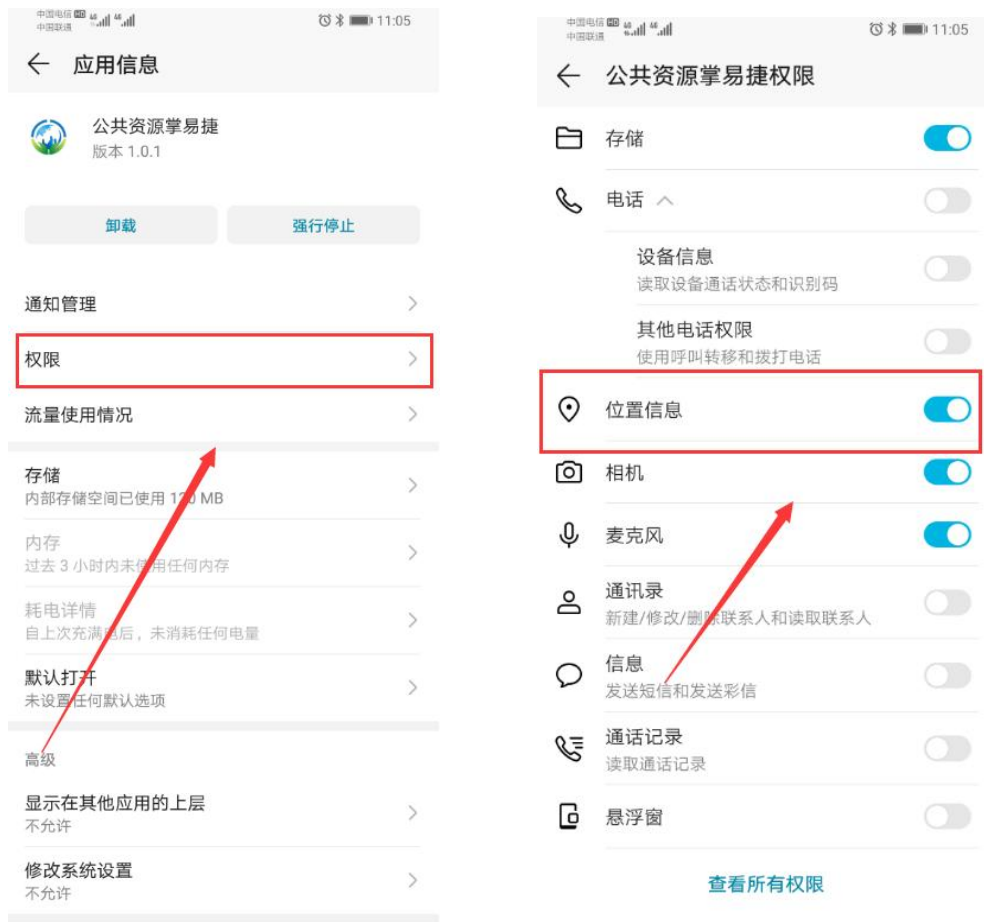 中国电信 HD 4G 4G
中国联通
11:05
应用信息
公共资源掌易捷
版本 1.0.1
卸载
强行停止
通知管理
权限
流量使用情况
存储
内部存储空间已使用 120 MB
内存
过去 3 小时内未使用任何内存
耗电详情
自上次充满电后，未消耗任何电量
默认打开
未设置任何默认选项
高级
显示在其他应用的上层
不允许
修改系统设置
不允许
中国电信 HD 4G 4G
中国联通
11:05
公共资源掌易捷权限
存储
电话
设备信息
读取设备通话状态和识别码
其他电话权限
使用呼叫转移和拨打电话
位置信息
相机
麦克风
通讯录
新建/修改/删除联系人和读取联系人
信息
发送短信和发送彩信
通话记录
读取通话记录
悬浮窗
查看所有权限